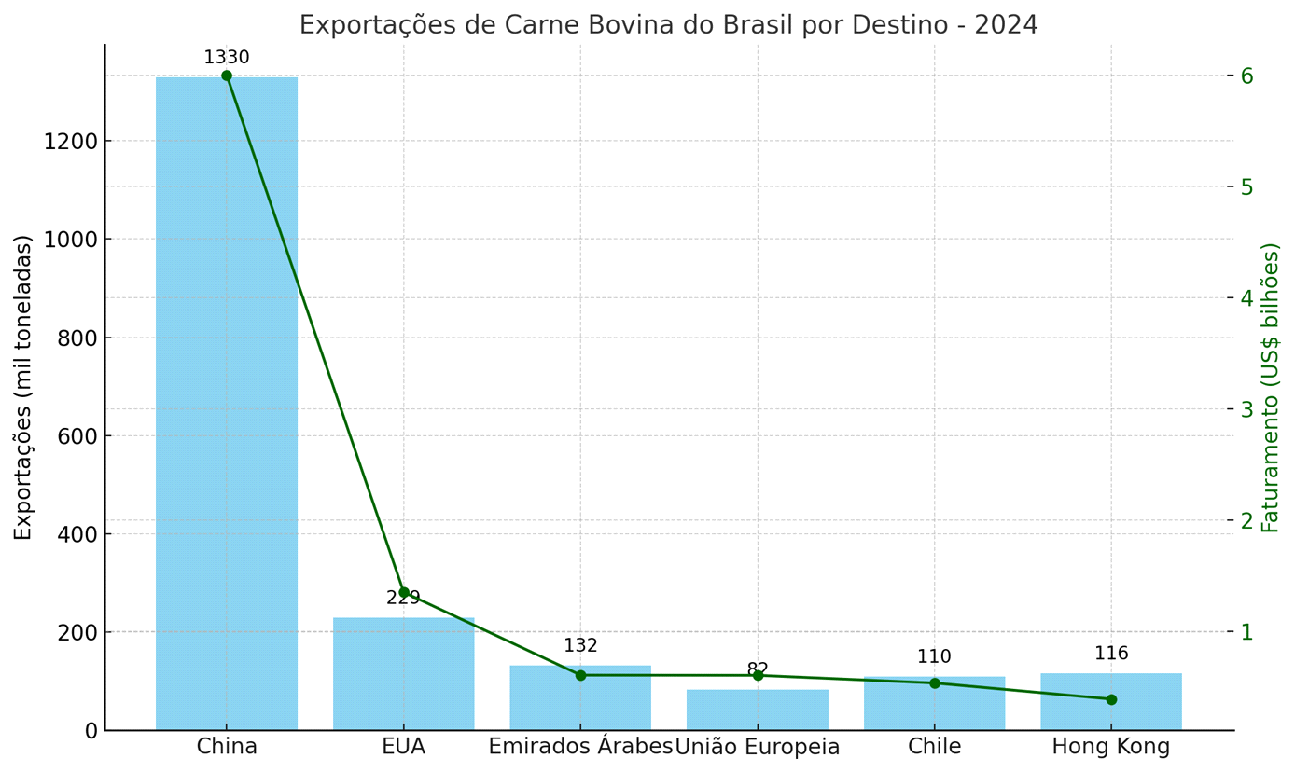 Exportações de Carne Bovina do Brasil por Destino - 2024
Exportações (mil toneladas)
1200
1000
800
600
400
200
0
1330
229
132
82
110
116
6
5
4
3
2
1
Faturamento (US$ bilhões)
China
EUA
Emirados Árabes
União Europeia
Chile
Hong Kong